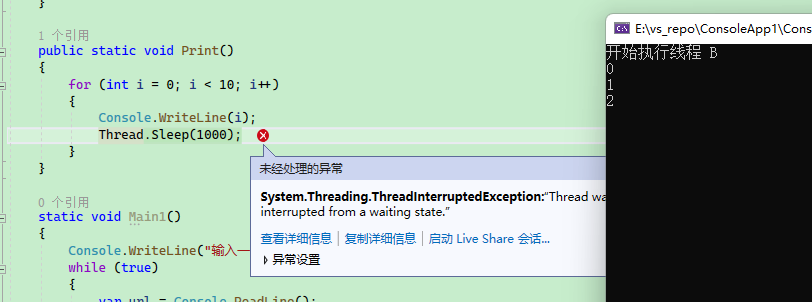 }
1 个引用
public static void Print()
{
for (int i = 0; i < 10; i++)
{
Console.WriteLine(i);
Thread.Sleep(1000);
}
}
未经处理的异常
System.Threading.ThreadInterruptedException:“Thread wa
interrupted from a waiting state.”
查看详细信息 | 复制详细信息 | 启动 Live Share 会话...
异常设置
0 个引用
static void Main1()
{
Console.WriteLine("输入一
while (true)
{
var url = Console.ReadLine();
E:\vs_repo\ConsoleApp1\Cons
开始执行线程 B
0
1
2